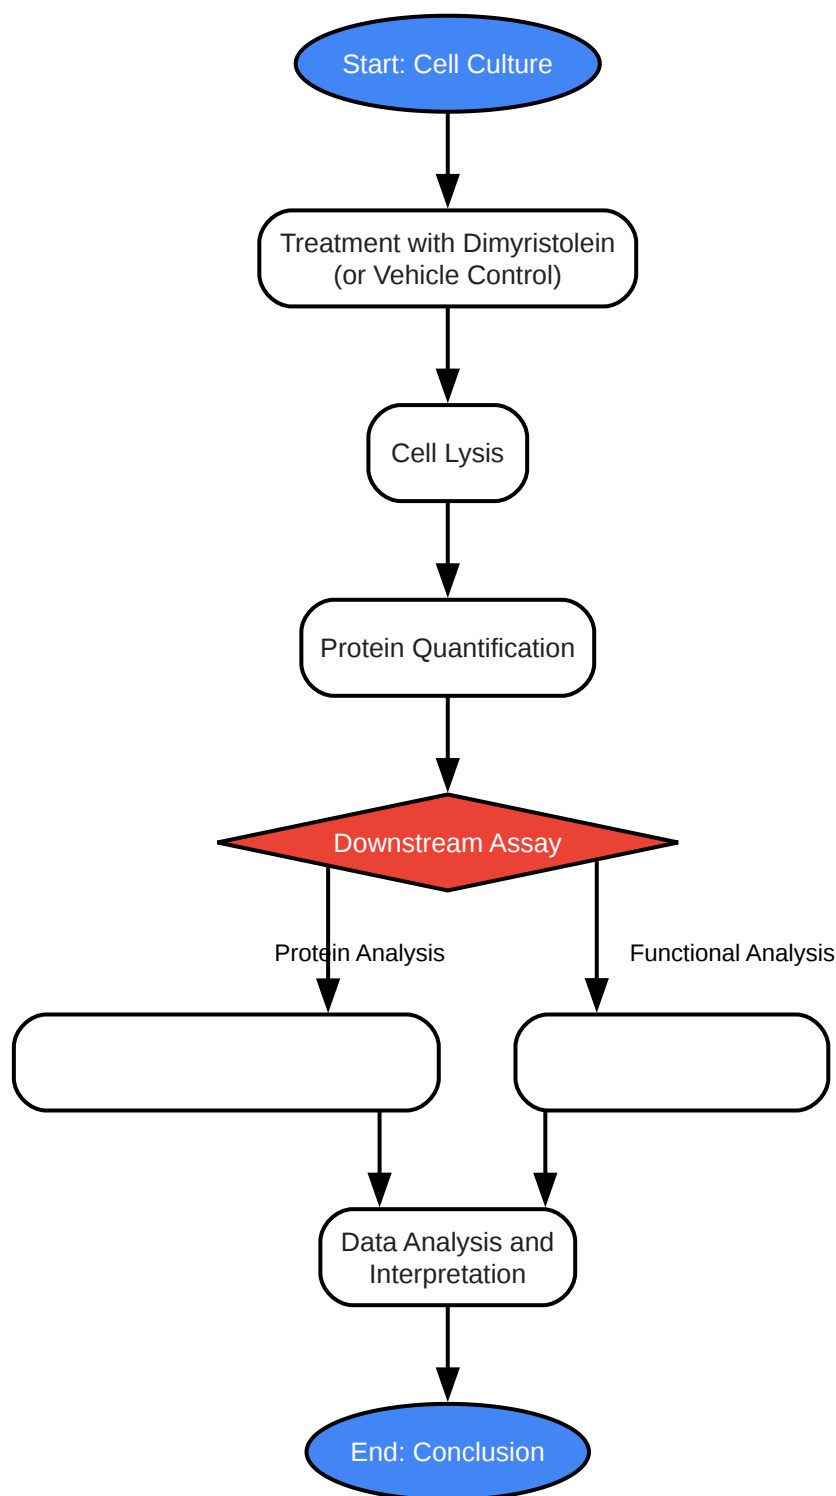 Start: Cell Culture
Treatment with Dimyristolein
(or Vehicle Control)
Cell Lysis
Protein Quantification
Downstream Assay
Protein Analysis
Functional Analysis
Data Analysis and
Interpretation
End: Conclusion